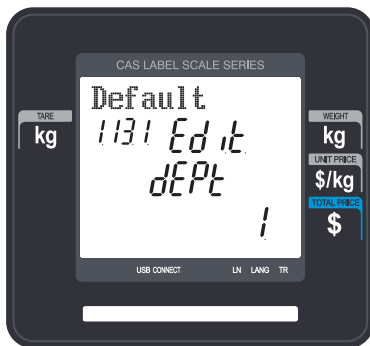 CAS LABEL SCALE SERIES
Default
1131 Edit
dEPt
1
TARE
kg
WEIGHT
kg
UNIT PRICE
$/kg
TOTAL PRICE
$
USB CONNECT LN LANG TR